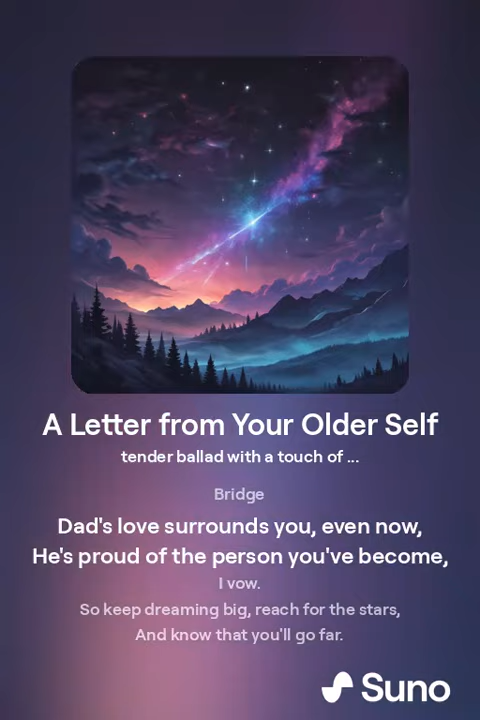 A Letter from Your Older Self
tender ballad with a touch of ...
Bridge
Dad's love surrounds you, even now,
He's proud of the person you've become,
I vow.
So keep dreaming big, reach for the stars,
And know that you'll go far.
Suno